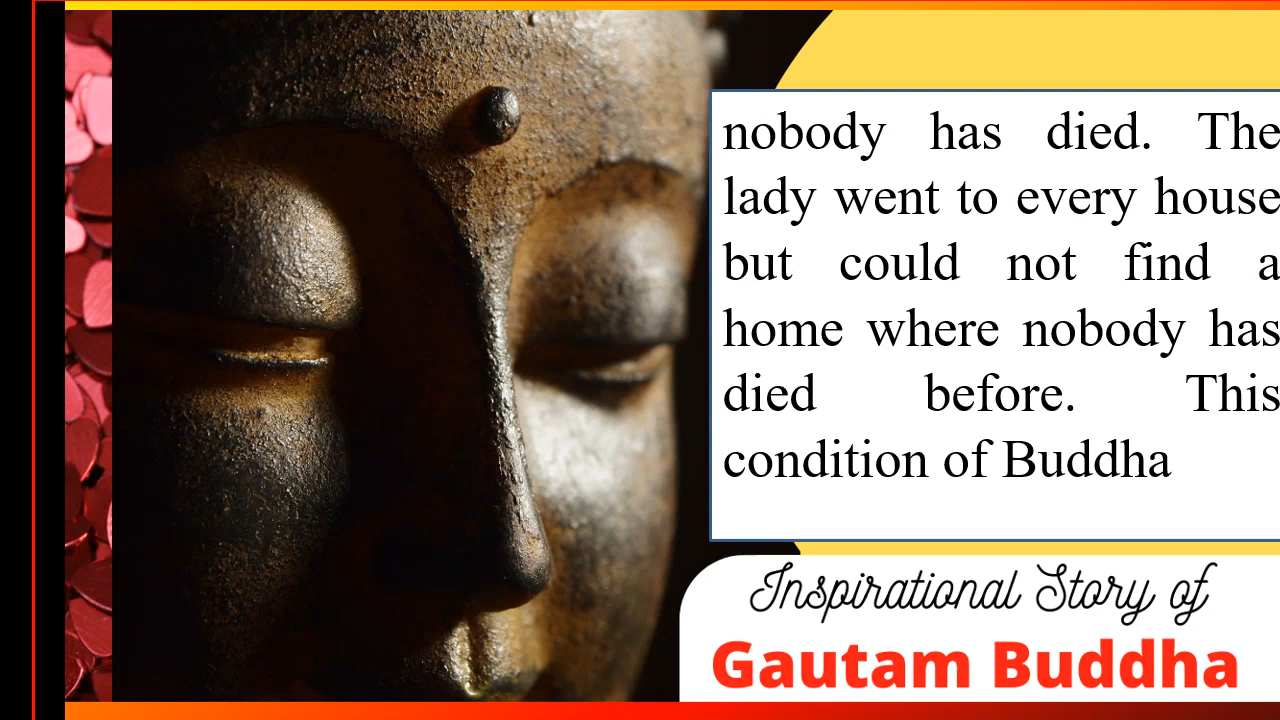 nobody has died. The
lady went to every house
but could not find a
home where nobody has
died before. This
condition of Buddha
Inspirational Story of
Gautam Buddha